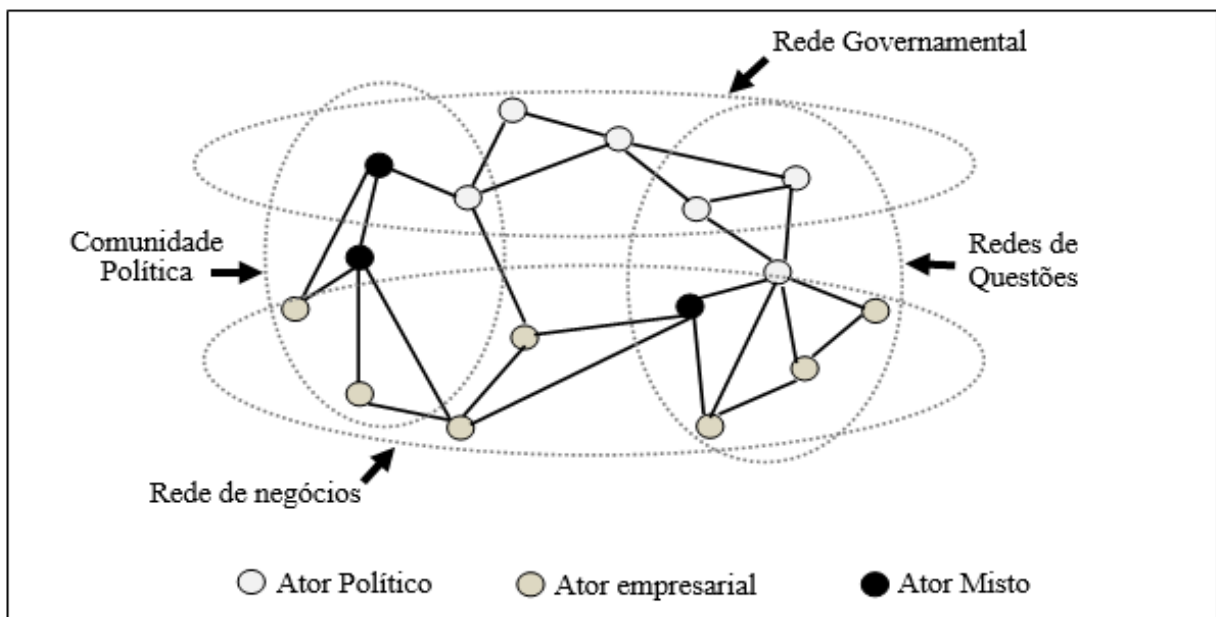 Rede Governamental
Comunidade
Política
Redes de
Questões
Rede de negócios
Ator Político
Ator empresarial
Ator Misto